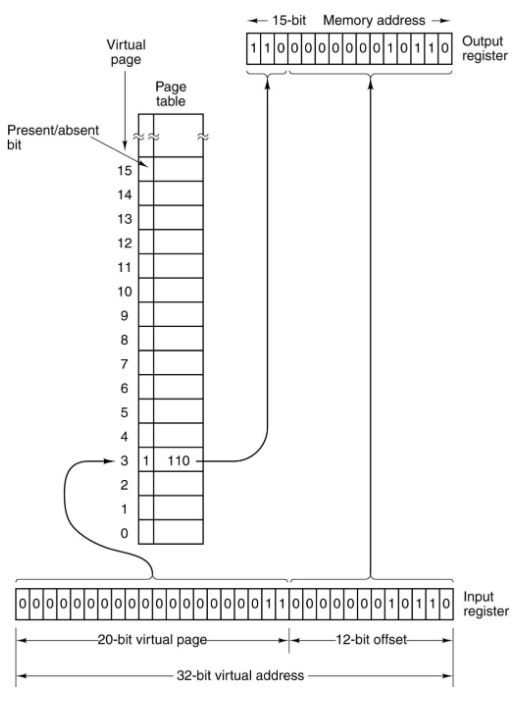 15-bit Memory address
1 1 0 0 0 0 0 0 0 0 1 0 1 1 0
Output
register
Virtual
page
Page
table
Present/absent
bit
15
14
13
12
11
10
9
8
7
6
5
4
3 1 110
2
1
0
0 0 0 0 0 0 0 0 0 0 0 0 0 0 0 0 0 0 0 1 1 0 0 0 0 0 0 0 1 0 1 1 0
Input
register
20-bit virtual page
12-bit offset
32-bit virtual address